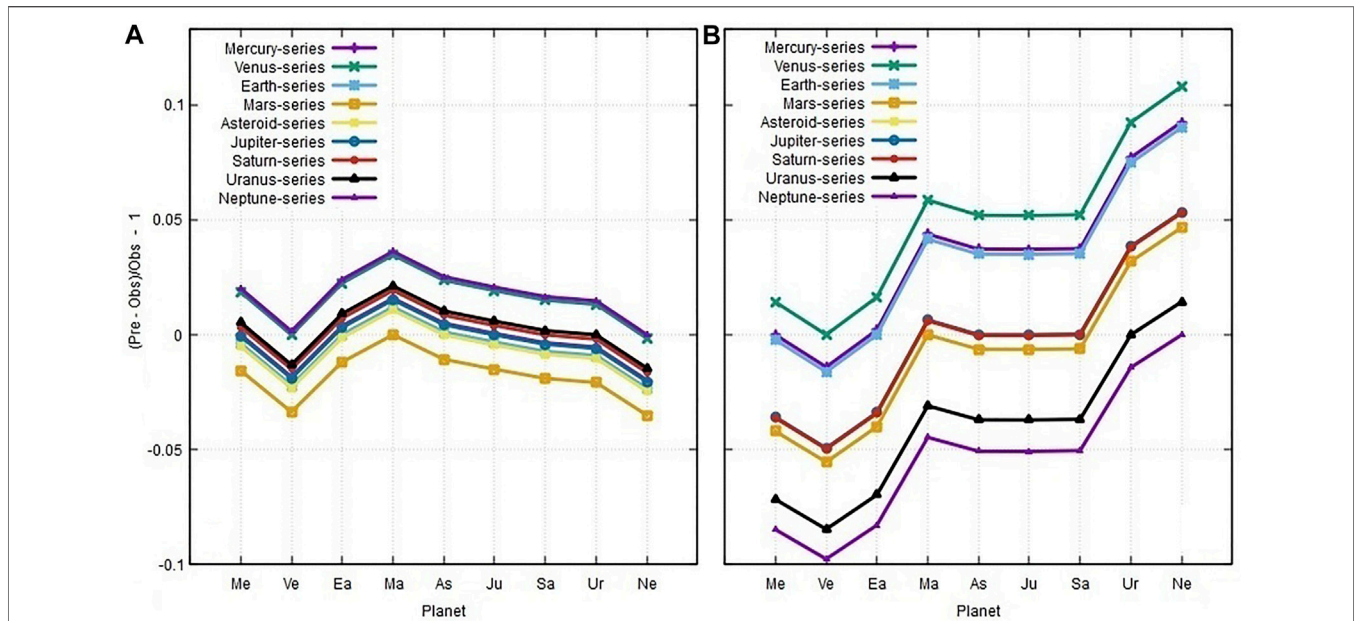 A
Mercury-series
Venus-series
Earth-series
Mars-series
Asteroid-series
Jupiter-series
Saturn-series
Uranus-series
Neptune-series
0.1
0.05
0
-0.05
-0.1
(Pre - Obs)/Obs - 1
Me Ve Ea Ma As Ju Sa Ur Ne
Planet
B
Mercury-series
Venus-series
Earth-series
Mars-series
Asteroid-series
Jupiter-series
Saturn-series
Uranus-series
Neptune-series
Me Ve Ea Ma As Ju Sa Ur Ne
Planet